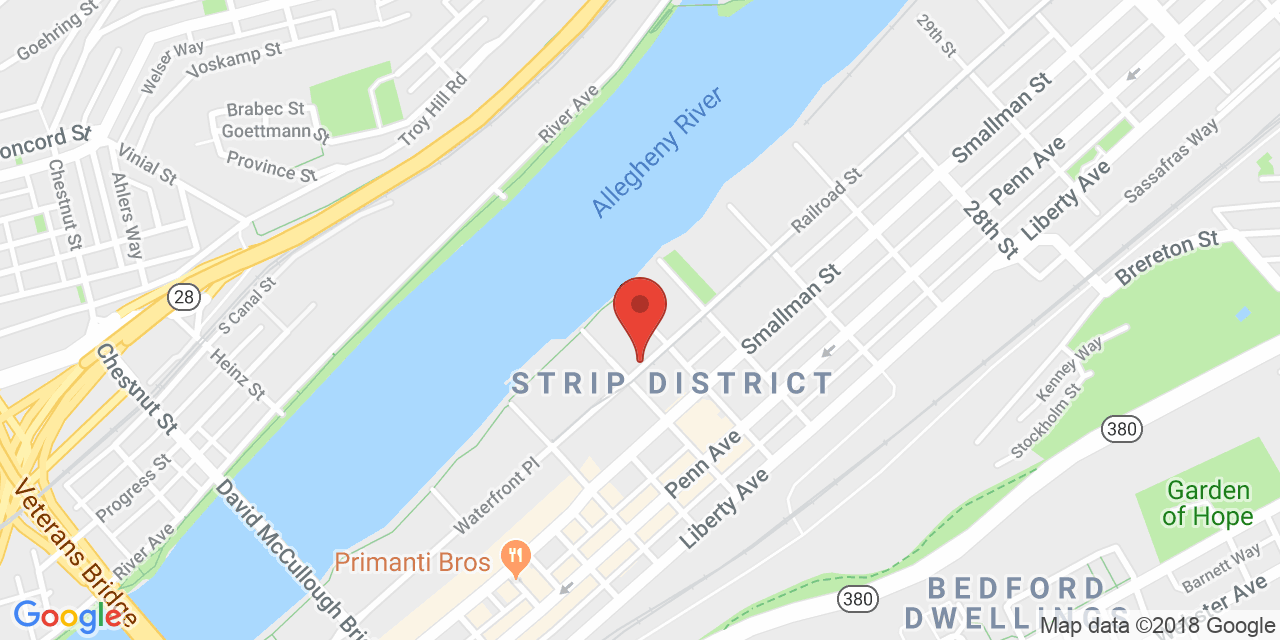 Goehring St
Weiser Way
Voskamp St
29th St
Brabec St
Goettmann St
Troy Hill Rd
River Ave
Smallman St
oncord St
Province St
Vinial St
Allegheny River
Penn Ave
Liberty Ave
Sassafras Way
Chestnut St
Ahlers Way
Railroad St
28th St
Brereton St
28
S Canal St
Smallman St
Chestnut St
Heinz St
STRIP DISTRICT
Kenney Way
Stockholm St
380
Progress St
Waterfront Pl
Penn Ave
Liberty Ave
Garden
of Hope
Veterans Bridge
River Ave
David McCullough Bri
Primanti Bros
Barnett Way
BEDFORD
DWELLINGS
380
ster Ave
Google
Map data ©2018 Google